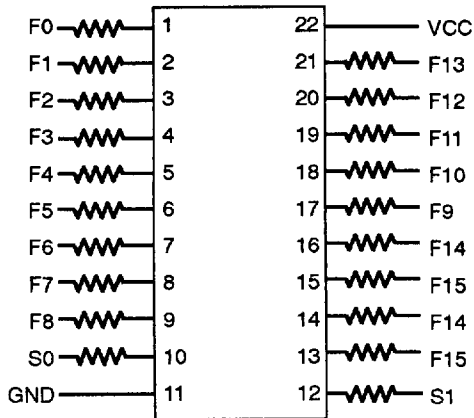 F0 1 22 VCC
F1 2 21 F13
F2 3 20 F12
F3 4 19 F11
F4 5 18 F10
F5 6 17 F9
F6 7 16 F14
F7 8 15 F15
F8 9 14 F14
S0 10 13 F15
GND 11 12 S1